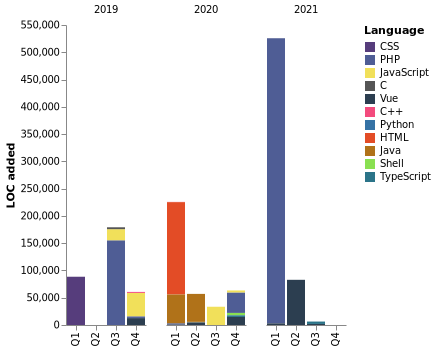 2019 2020 2021
550,000
500,000
450,000
400,000
350,000
300,000
250,000
200,000
150,000
100,000
50,000
0
LOC added
Q1 Q2 Q3 Q4 Q1 Q2 Q3 Q4 Q1 Q2 Q3 Q4
Language
CSS
PHP
JavaScript
C
Vue
C++
Python
HTML
Java
Shell
TypeScript